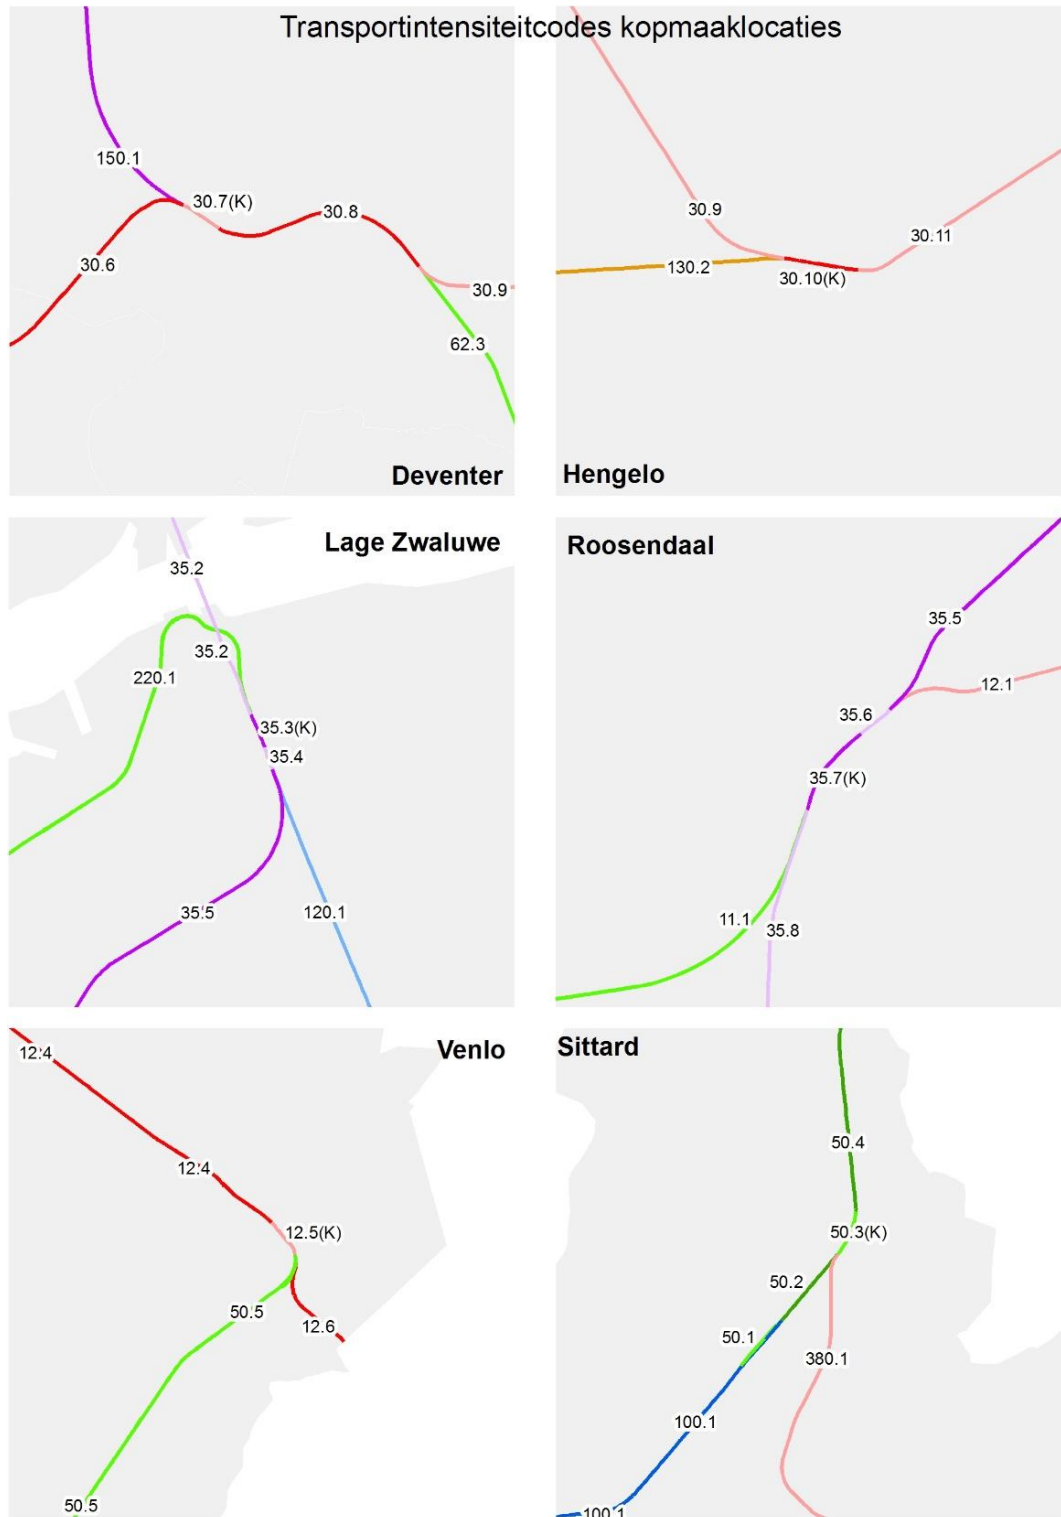 Transportintensiteitcodes kopmaaklocaties
150.1
30.7(K)
30.8
30.6
30.9
62.3
Deventer
30.9
30.11
130.2
30.10(K)
Hengelo
Lage Zwaluwe
35.2
35.2
220.1
35.3(K)
35.4
35.5
120.1
Roosendaal
35.5
12.1
35.6
35.7(K)
11.1
35.8
Venlo
12.4
12.4
12.5(K)
50.5
12.6
50.5
Sittard
50.4
50.3(K)
50.2
50.1
380.1
100.1
100.1